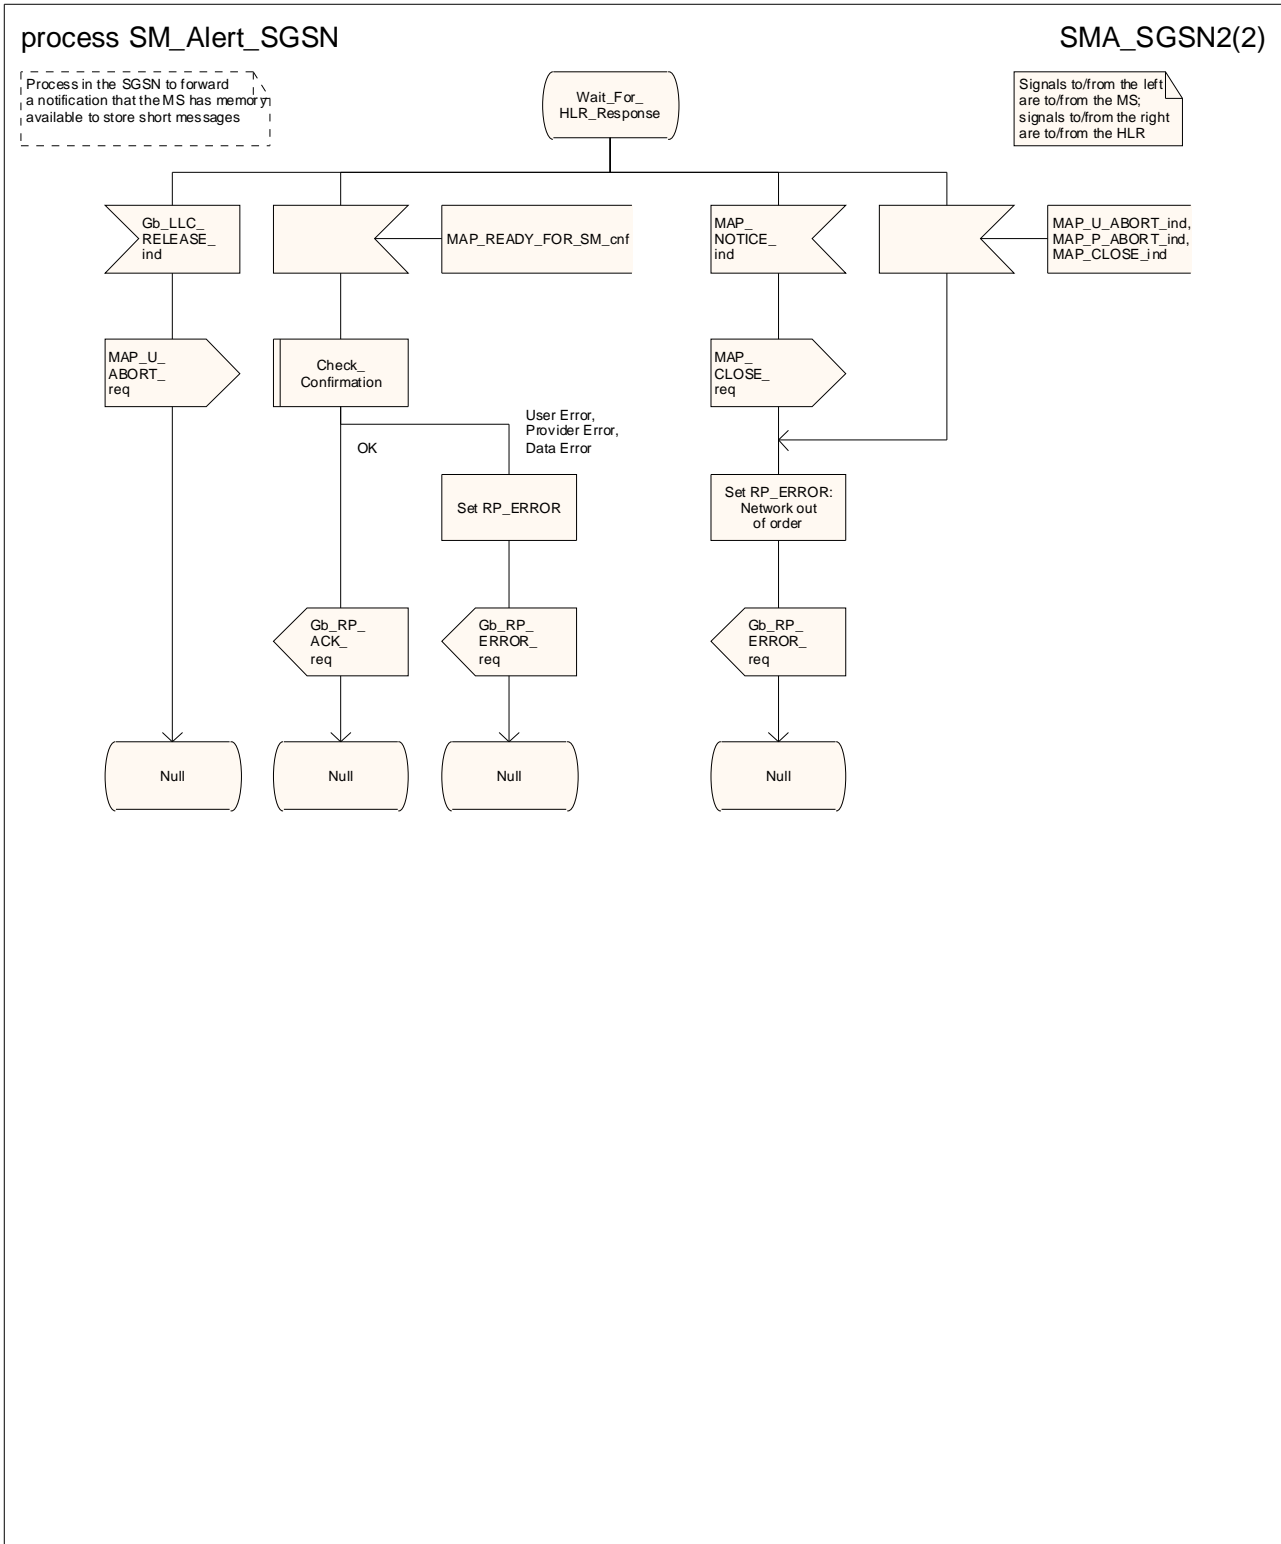 process SM_Alert_SGSN
SMA_SGSN2(2)
Process in the SGSN to forward
a notification that the MS has memory
available to store short messages
Wait_For_
HLR_Response
Signals to/from the left
are to/from the MS;
signals to/from the right
are to/from the HLR
Gb_LLC_
RELEASE_
ind
MAP_READY_FOR_SM_cnf
MAP_
NOTICE_
ind
MAP_U_ABORT_ind,
MAP_P_ABORT_ind,
MAP_CLOSE_ind
MAP_U_
ABORT_
req
Check_
Confirmation
MAP_
CLOSE_
req
OK
User Error,
Provider Error,
Data Error
Set RP_ERROR
Set RP_ERROR:
Network out
of order
Gb_RP_
ACK_
req
Gb_RP_
ERROR_
req
Gb_RP_
ERROR_
req
Null
Null
Null
Null